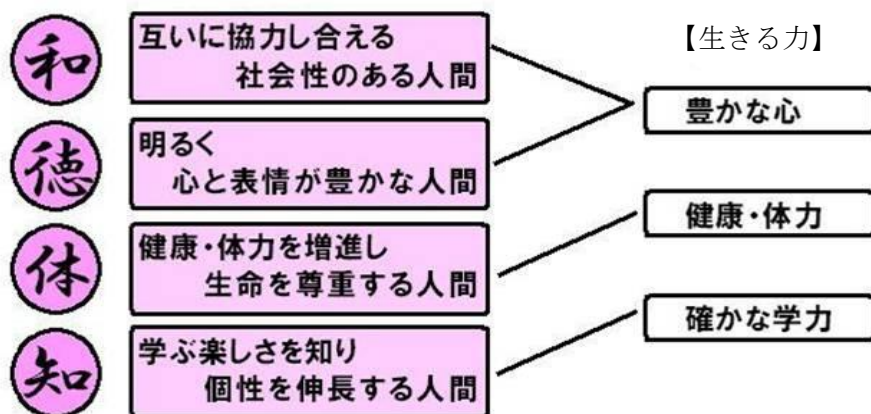 和
互いに協力し合える
社会性のある人間
徳
明るく
心と表情が豊かな人間
体
健康・体力を増進し
生命を尊重する人間
知
学ぶ楽しさを知り
個性を伸長する人間
【生きる力】
豊かな心
健康・体力
確かな学力